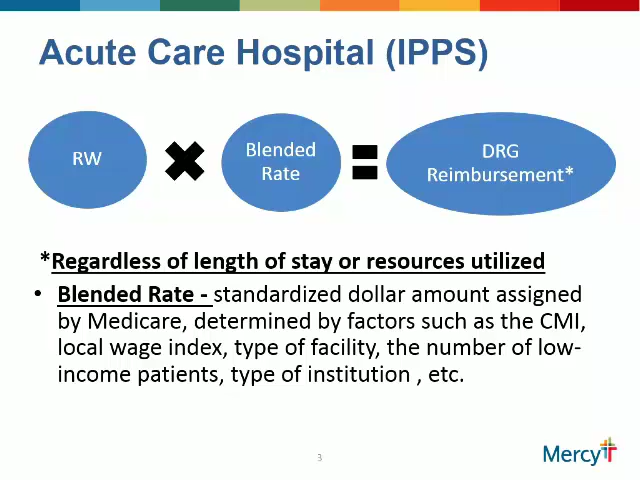 Acute Care Hospital (IPPS)
RW
Blended
Rate
DRG
Reimbursement*
*Regardless of length of stay or resources utilized
• Blended Rate - standardized dollar amount assigned
by Medicare, determined by factors such as the CMI,
local wage index, type of facility, the number of low-
income patients, type of institution , etc.
3
Mercy